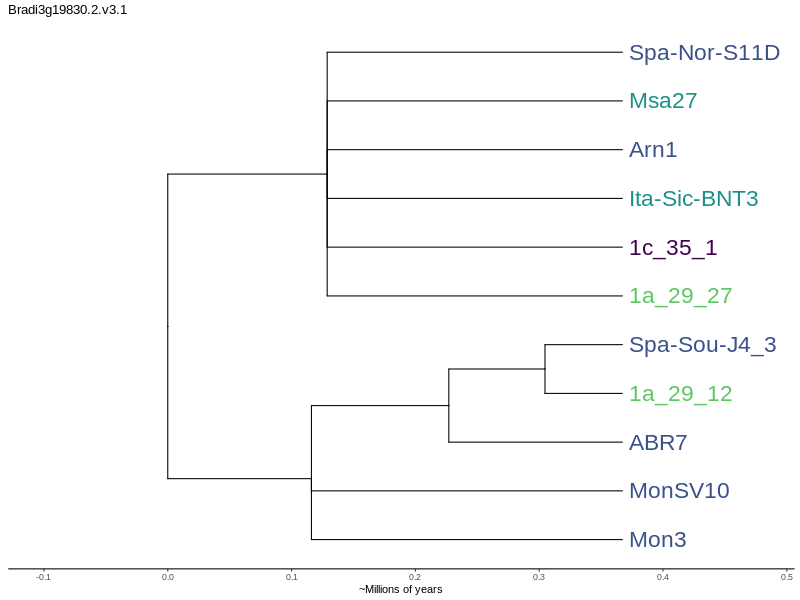 Bradi3g19830.2.v3.1
Spa-Nor-S11D
Msa27
Arn1
Ita-Sic-BNT3
1c_35_1
1a_29_27
Spa-Sou-J4_3
1a_29_12
ABR7
MonSV10
Mon3
-0.1 0.0 0.1 0.2 0.3 0.4 0.5
~Millions of years